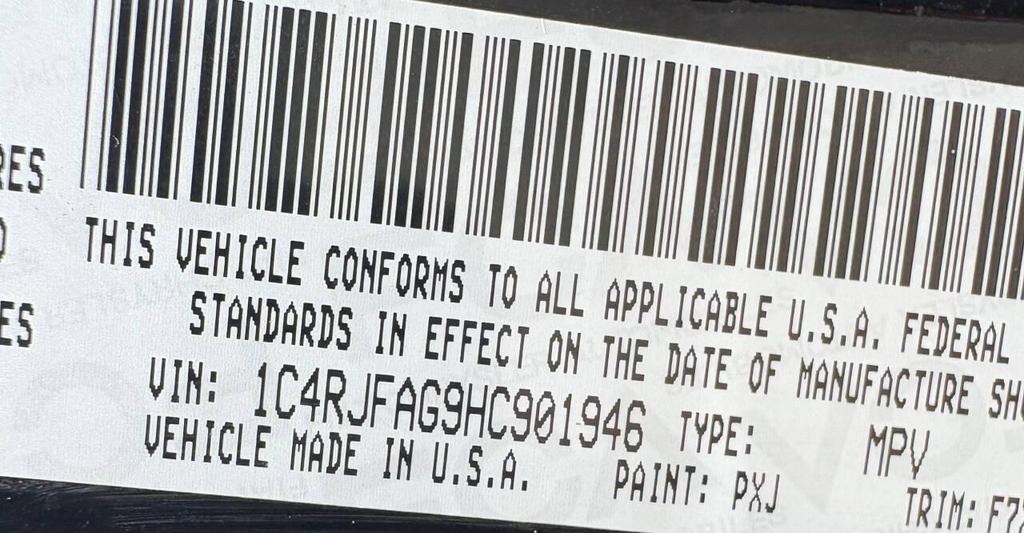 RES
THIS VEHICLE CONFORMS TO ALL APPLICABLE U.S.A. FEDERAL
STANDARDS IN EFFECT ON THE DATE OF MANUFACTURE SH
ES
VIN: 1C4RJFAG9HC901946 TYPE: MPV
VEHICLE MADE IN U.S.A. PAINT: PXJ TRIM: F7